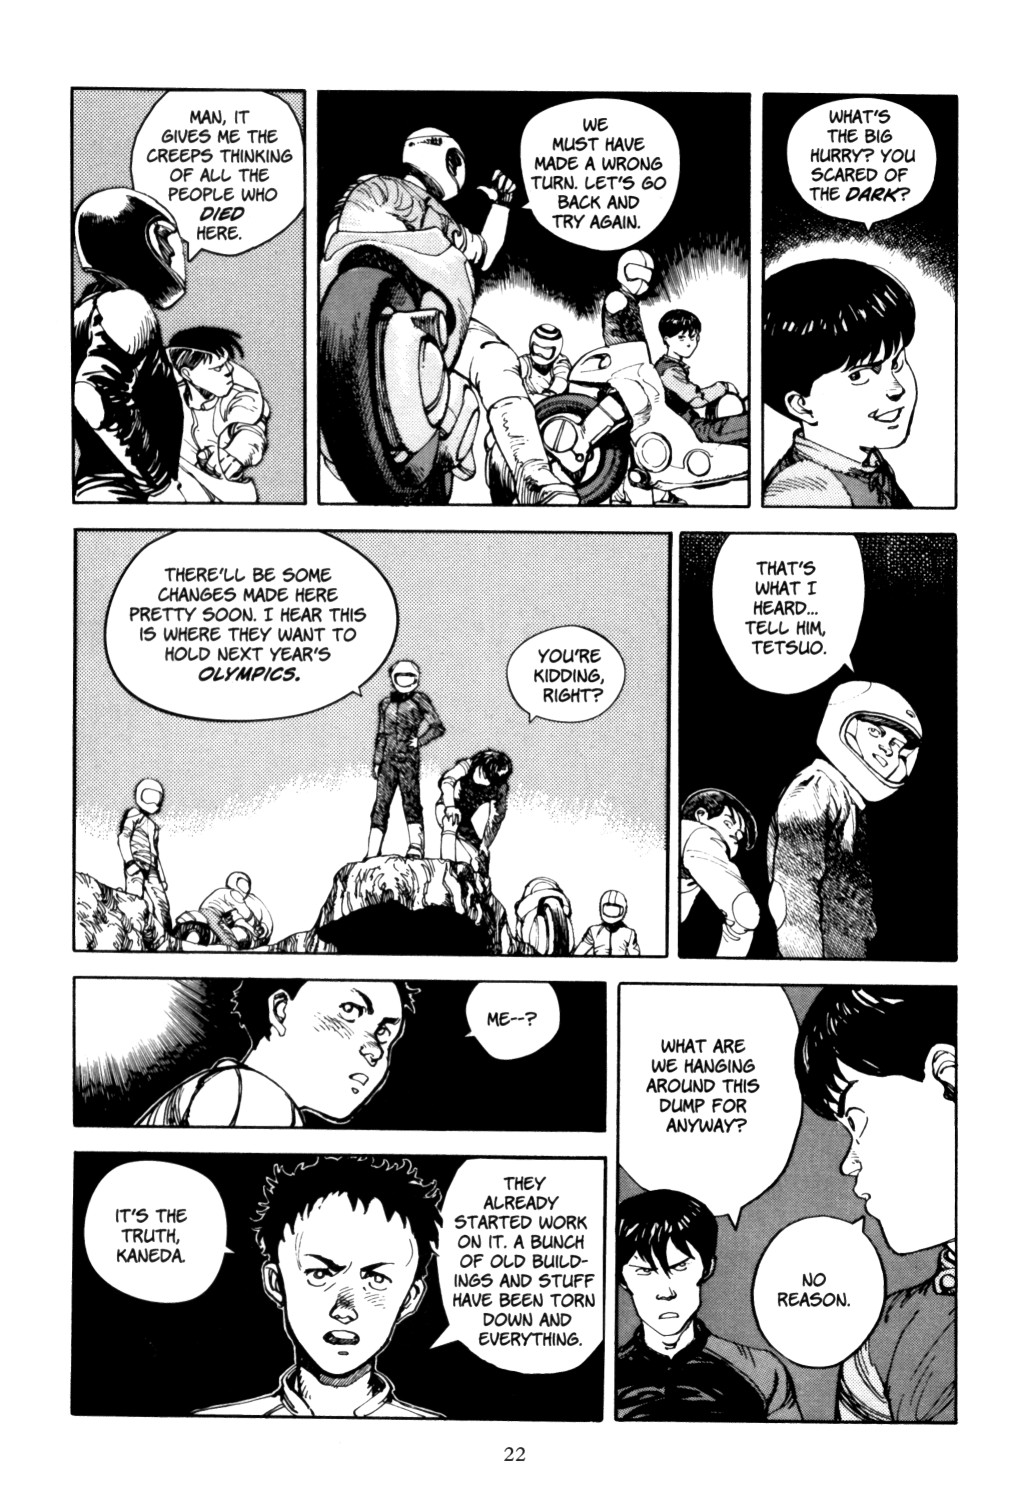 MAN, IT
GIVES ME THE
CREEPS THINKING
OF ALL THE
PEOPLE WHO
DIED
HERE.
WE
MUST HAVE
MADE A WRONG
TURN. LET'S GO
BACK AND
TRY AGAIN.
WHAT'S
THE BIG
HURRY? YOU
SCARED OF
THE DARK?
THERE'LL BE SOME
CHANGES MADE HERE
PRETTY SOON. I HEAR THIS
IS WHERE THEY WANT TO
HOLD NEXT YEAR'S
OLYMPICS.
YOU'RE
KIDDING,
RIGHT?
THAT'S
WHAT I
HEARD...
TELL HIM,
TETSUO.
ME--?
IT'S THE
TRUTH,
KANEDA.
THEY
ALREADY
STARTED WORK
ON IT. A BUNCH
OF OLD BUILD-
INGS AND STUFF
HAVE BEEN TORN
DOWN AND
EVERYTHING.
WHAT ARE
WE HANGING
AROUND THIS
DUMP FOR
ANYWAY?
NO
REASON.
22